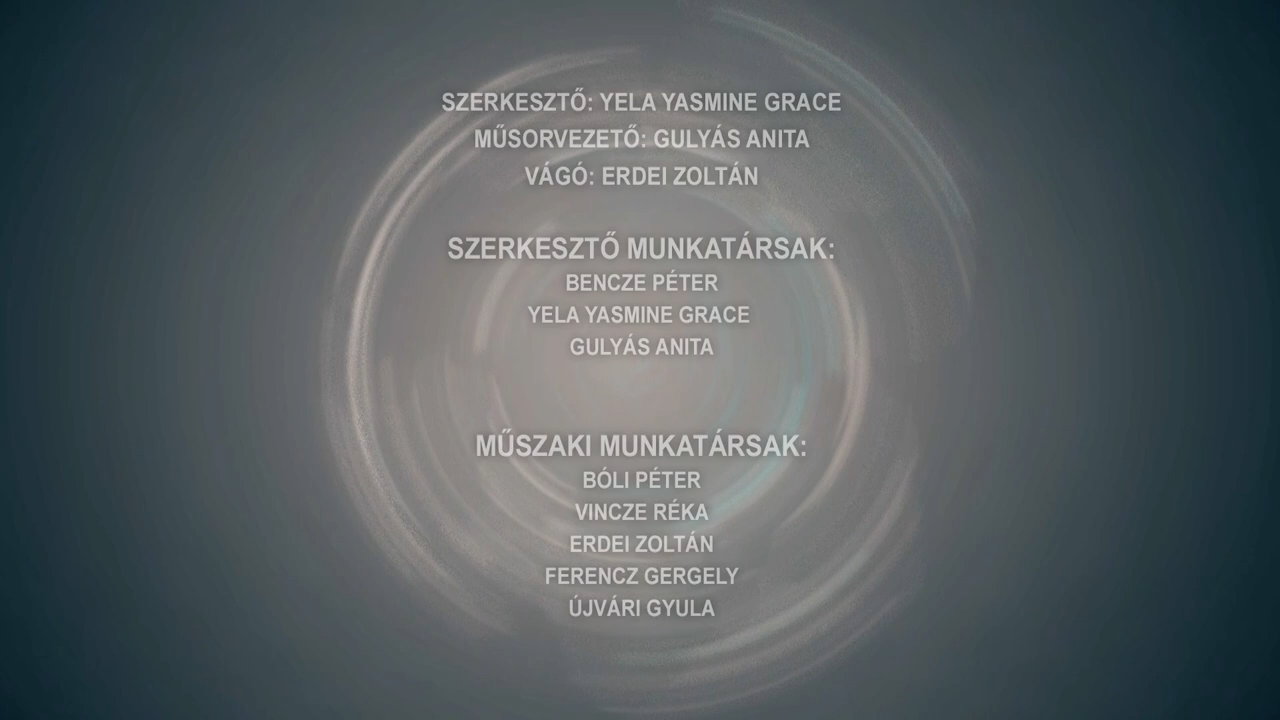 SZERKESZTŐ: YELA YASMINE GRACE
MŰSORVEZETŐ: GULYÁS ANITA
VÁGÓ: ERDEI ZOLTÁN
SZERKESZTŐ MUNKATÁRSAK:
BENCZE PÉTER
YELA YASMINE GRACE
GULYÁS ANITA
MŰSZAKI MUNKATÁRSAK:
BÓLI PÉTER
VINCZE RÉKA
ERDEI ZOLTÁN
FERENCZ GERGELY
ÚJVÁRI GYULA